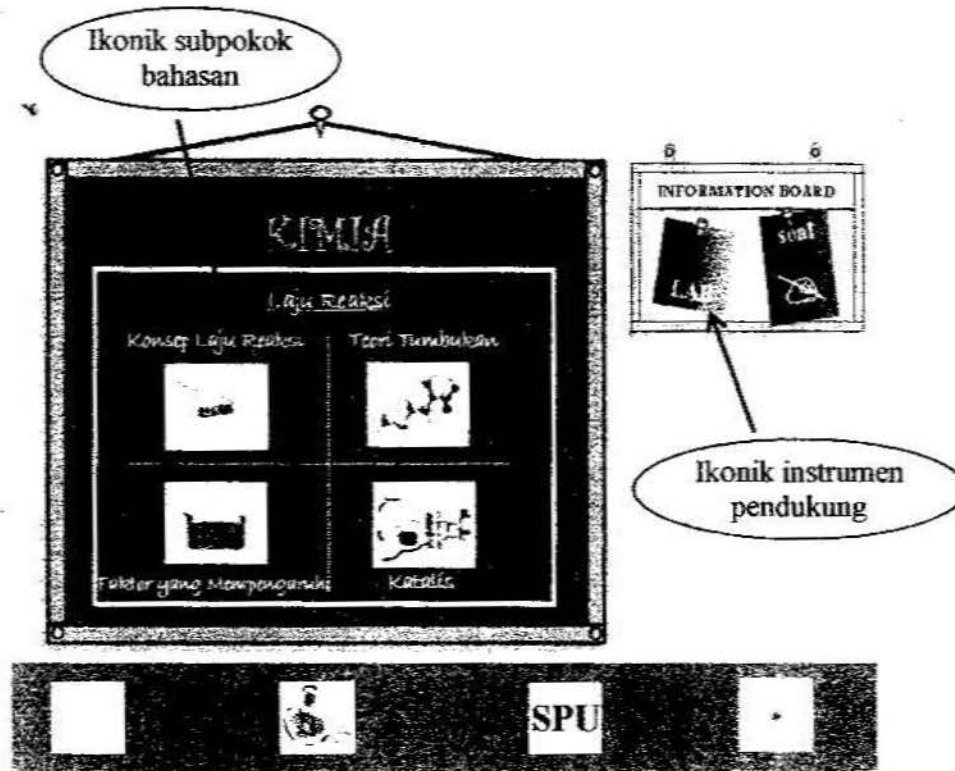 Ikonik subpokok
bahasan
KIMIA
INFORMATION BOARD
soal
LAB
Laju Reaksi
Konsep Laju Reaksi
Teori Tumbukan
Ikonik instrumen
pendukung
Faktor yang Mempengaruhi
Katalis
SPU